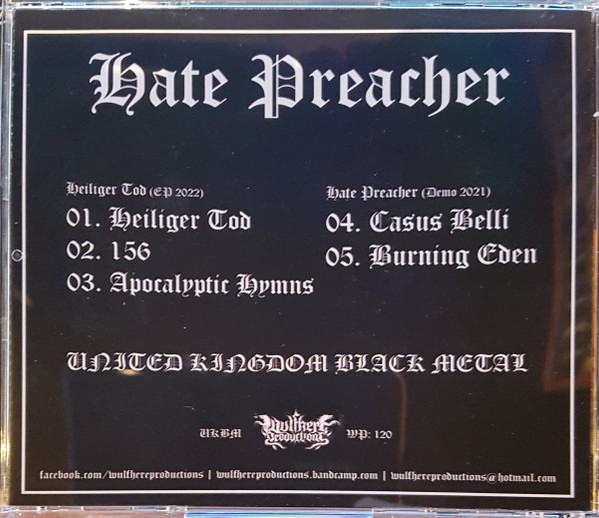 Hate Preacher
Heiliger Tod (EP 2022)
01. Heiliger Tod
02. 156
03. Apocalyptic Hymns
Hate Preacher (Demo 2021)
04. Casus Belli
05. Burning Eden
UNITED KINGDOM BLACK METAL
UKBM
Wulfhere
Productions
WP: 120
facebook.com/wulfhereproductions | wulfhereproductions.bandcamp.com | wulfhereproductions@hotmail.com